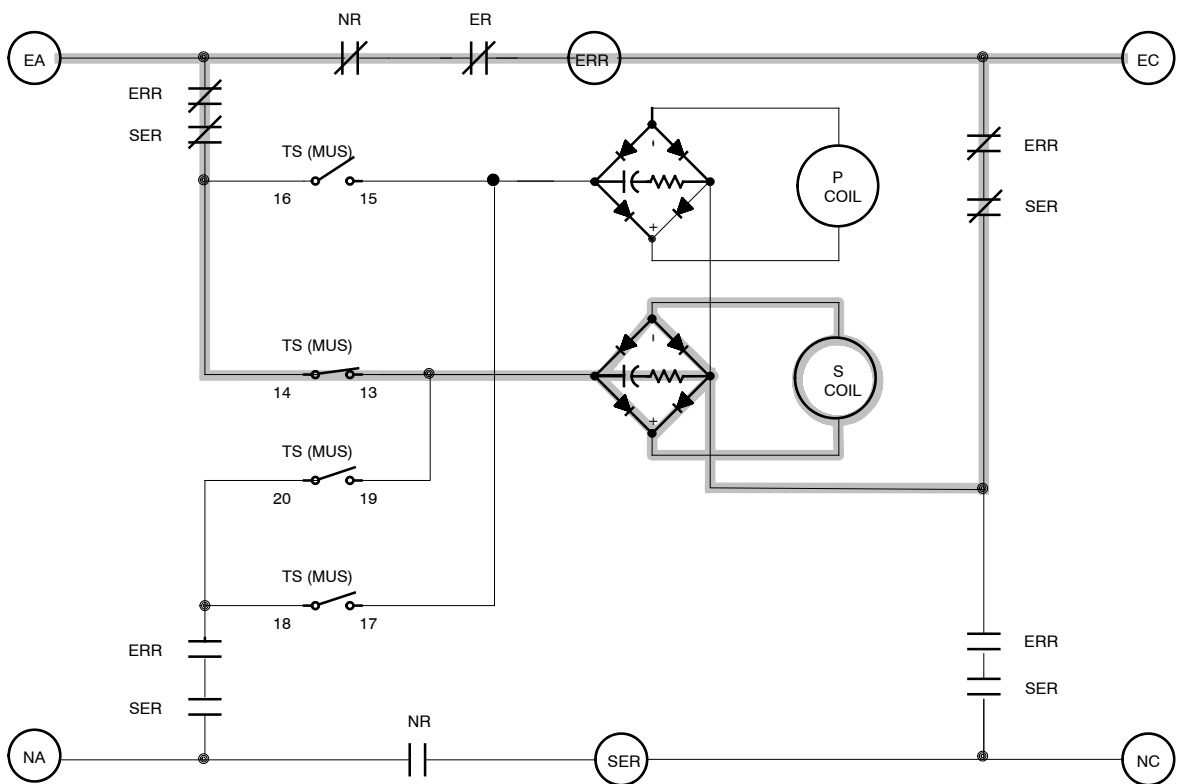 NR
ER
EA
ERR
EC
ERR
SER
TS (MUS)
16
15
-
+
P
COIL
ERR
SER
TS (MUS)
14
13
-
+
S
COIL
TS (MUS)
20
19
TS (MUS)
18
17
ERR
SER
ERR
SER
NR
NA
SER
NC